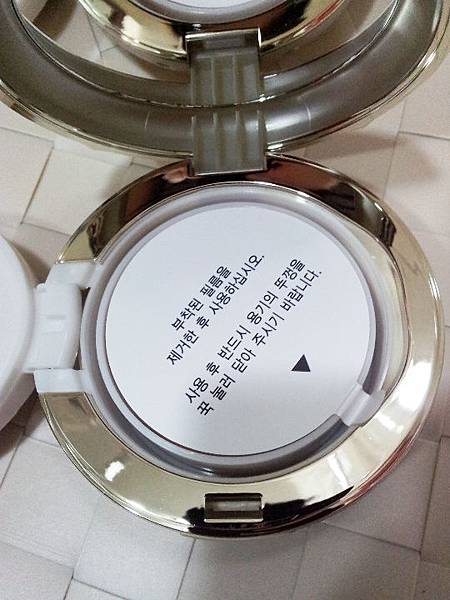 부착된 필름을
제거한 후 사용하십시요.
사용 후 반드시 용기의 뚜껑을
꾹 눌러 닫아 주시기 바랍니다.